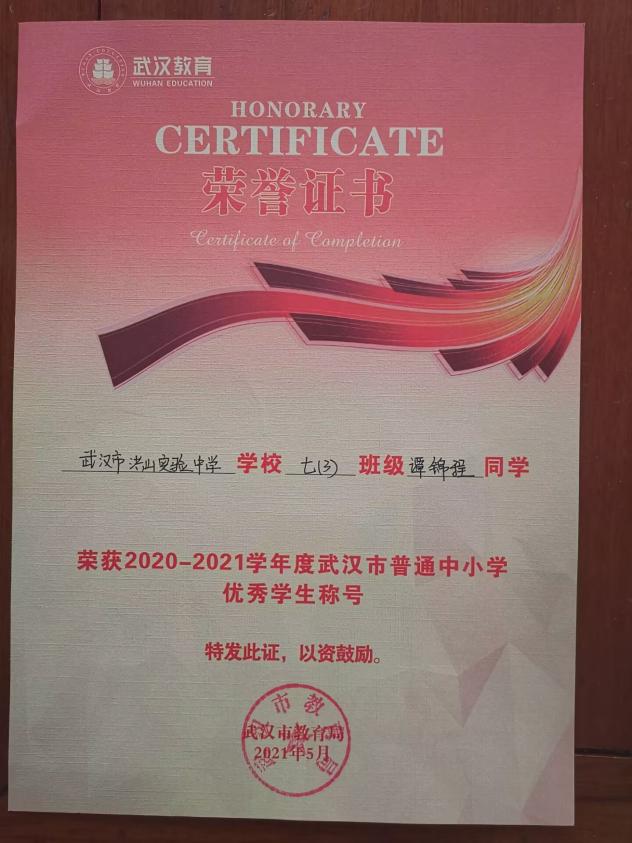 武汉教育
WUHAN EDUCATION
HONORARY
CERTIFICATE
荣誉证书
Certificate of Completion
武汉市洪山实验中学 学校 七(3) 班级 谭锦程 同学
荣获2020-2021学年度武汉市普通中小学
优秀学生称号
特发此证，以资鼓励。
武汉市教育局
2021年5月